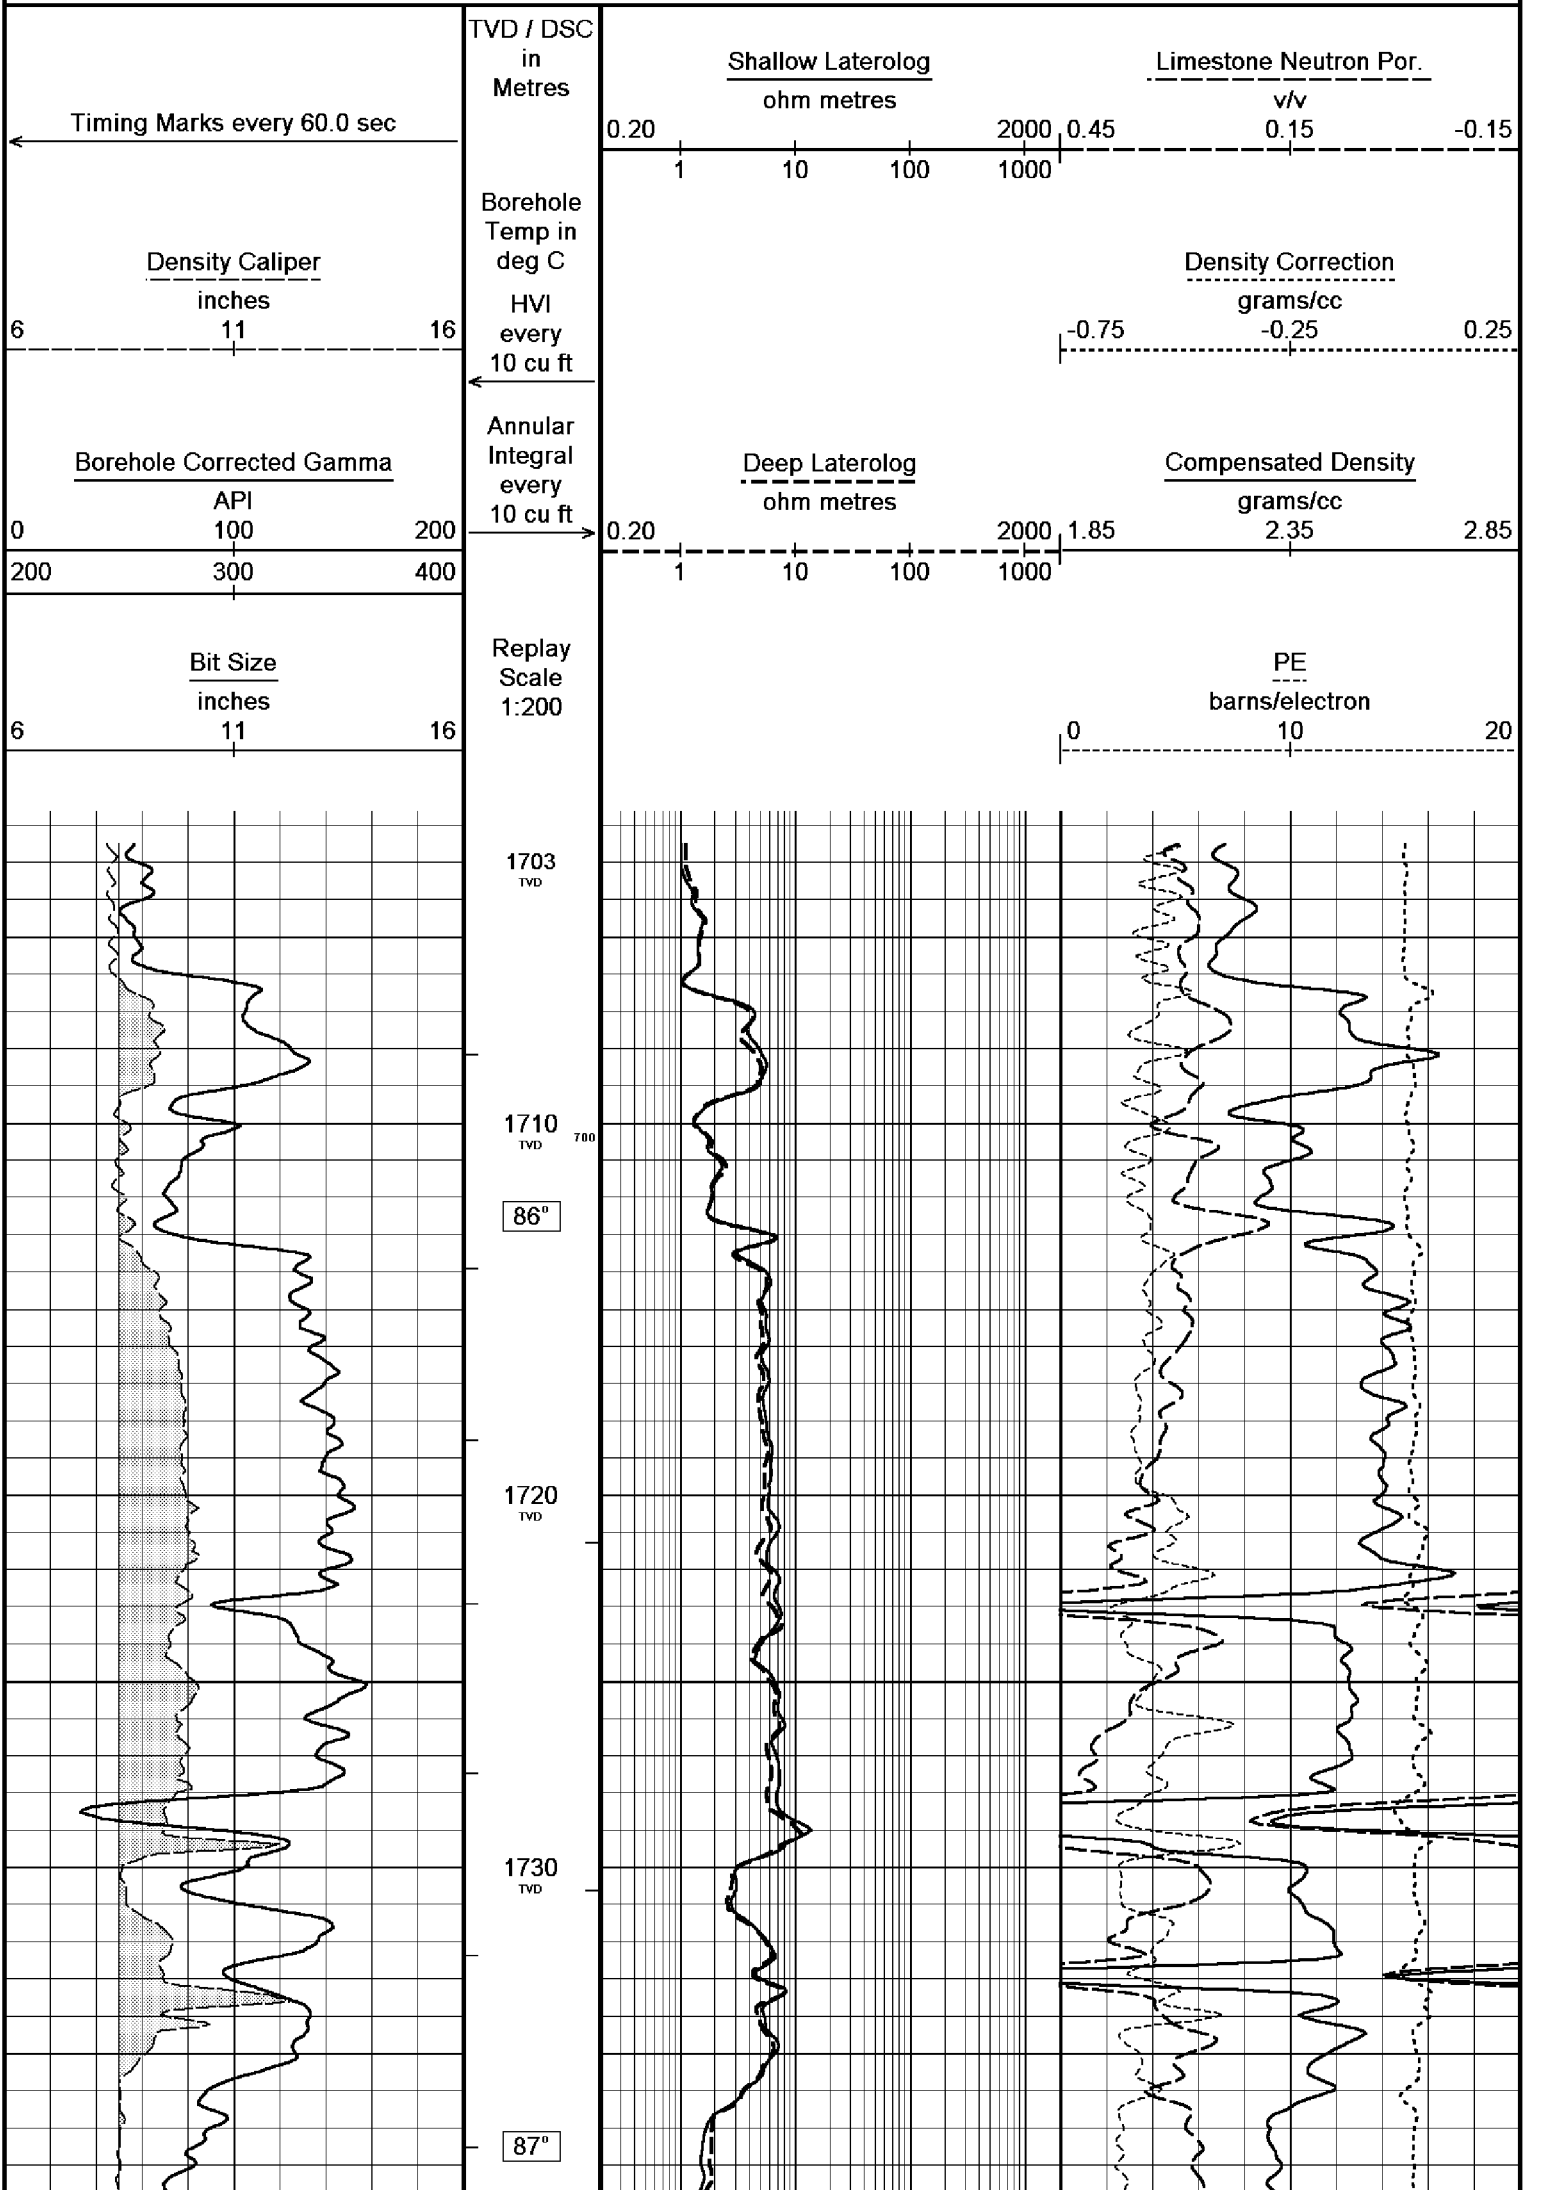 Timing Marks every 60.0 sec
Density Caliper
inches
6 11 16
Borehole Corrected Gamma
API
0 100 200
200 300 400
Bit Size
inches
6 11 16
TVD / DSC
in
Metres
Borehole
Temp in
deg C
HVI
every
10 cu ft
Annular
Integral
every
10 cu ft
Replay
Scale
1:200
Shallow Laterolog
ohm metres
0.20 2000
1 10 100 1000
Deep Laterolog
ohm metres
0.20 2000
1 10 100 1000
Limestone Neutron Por.
v/v
0.45 0.15 -0.15
Density Correction
grams/cc
-0.75 -0.25 0.25
Compensated Density
grams/cc
1.85 2.35 2.85
PE
barns/electron
0 10 20
1703
TVD
1710
TVD
700
86°
1720
TVD
1730
TVD
87°